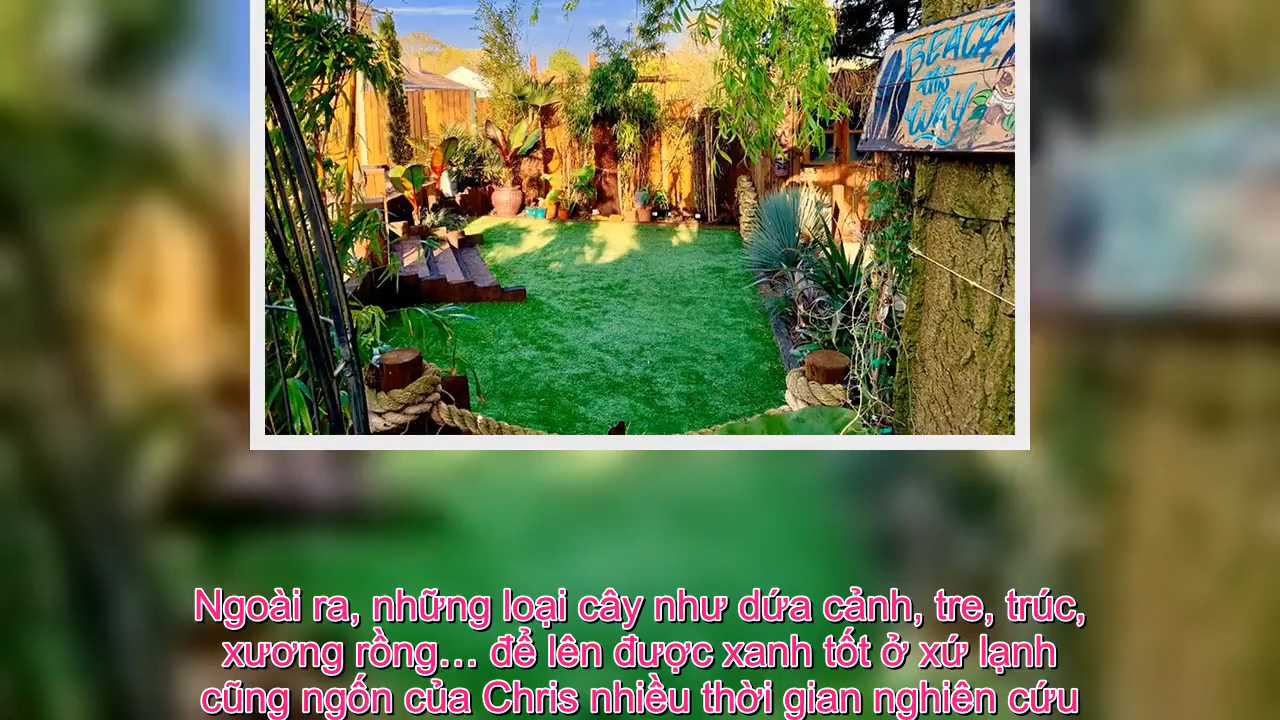 BEACH
this
WAY
Ngoài ra, những loại cây như dứa cảnh, tre, trúc,
xương rồng... để lên được xanh tốt ở xứ lạnh
cũng ngốn của Chris nhiều thời gian nghiên cứu